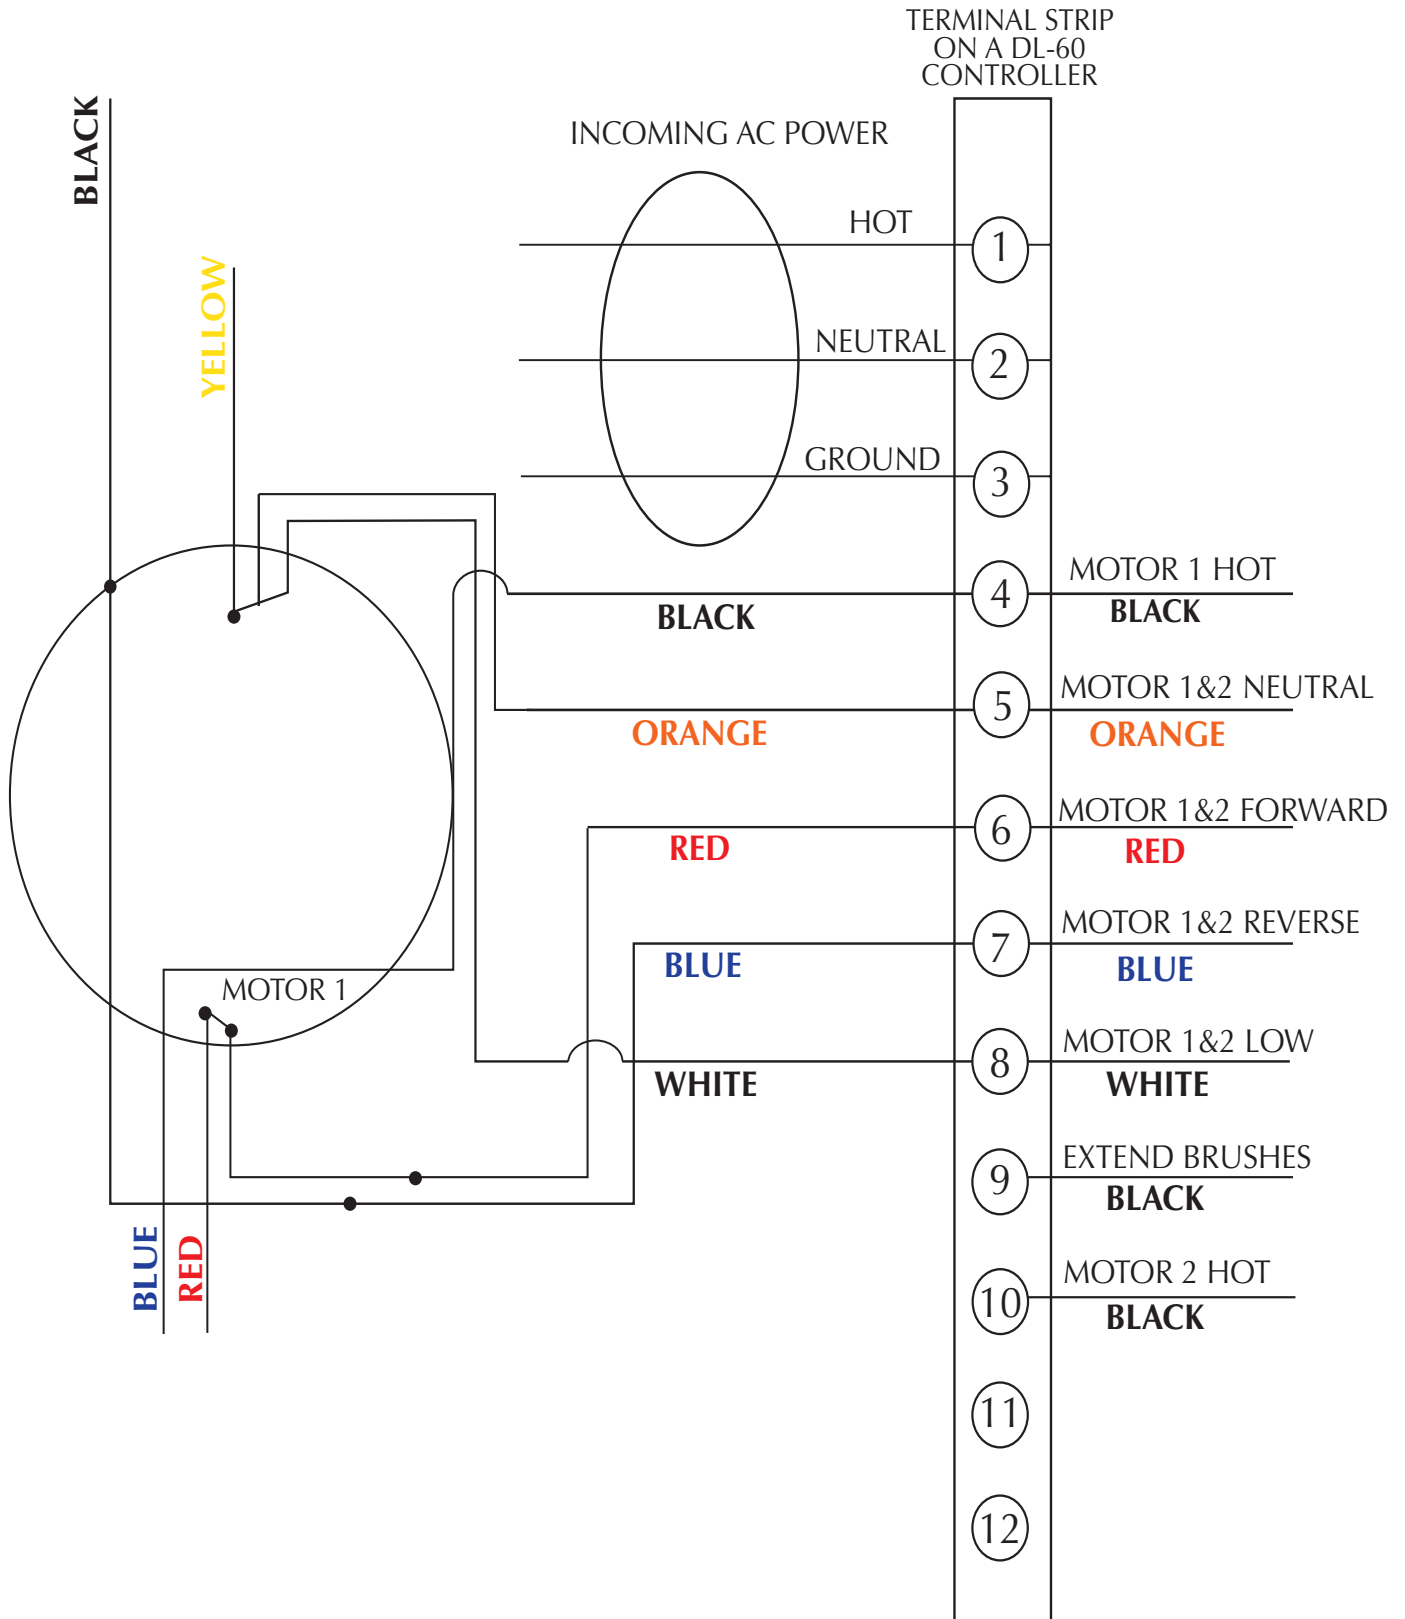 TERMINAL STRIP
ON A DL-60
CONTROLLER
BLACK
INCOMING AC POWER
HOT
1
YELLOW
NEUTRAL
2
GROUND
3
MOTOR 1 HOT
4
BLACK
BLACK
MOTOR 1&2 NEUTRAL
5
ORANGE
ORANGE
MOTOR 1&2 FORWARD
6
RED
RED
MOTOR 1&2 REVERSE
7
BLUE
BLUE
MOTOR 1
MOTOR 1&2 LOW
8
WHITE
WHITE
EXTEND BRUSHES
9
BLACK
BLUE
RED
MOTOR 2 HOT
10
BLACK
11
12